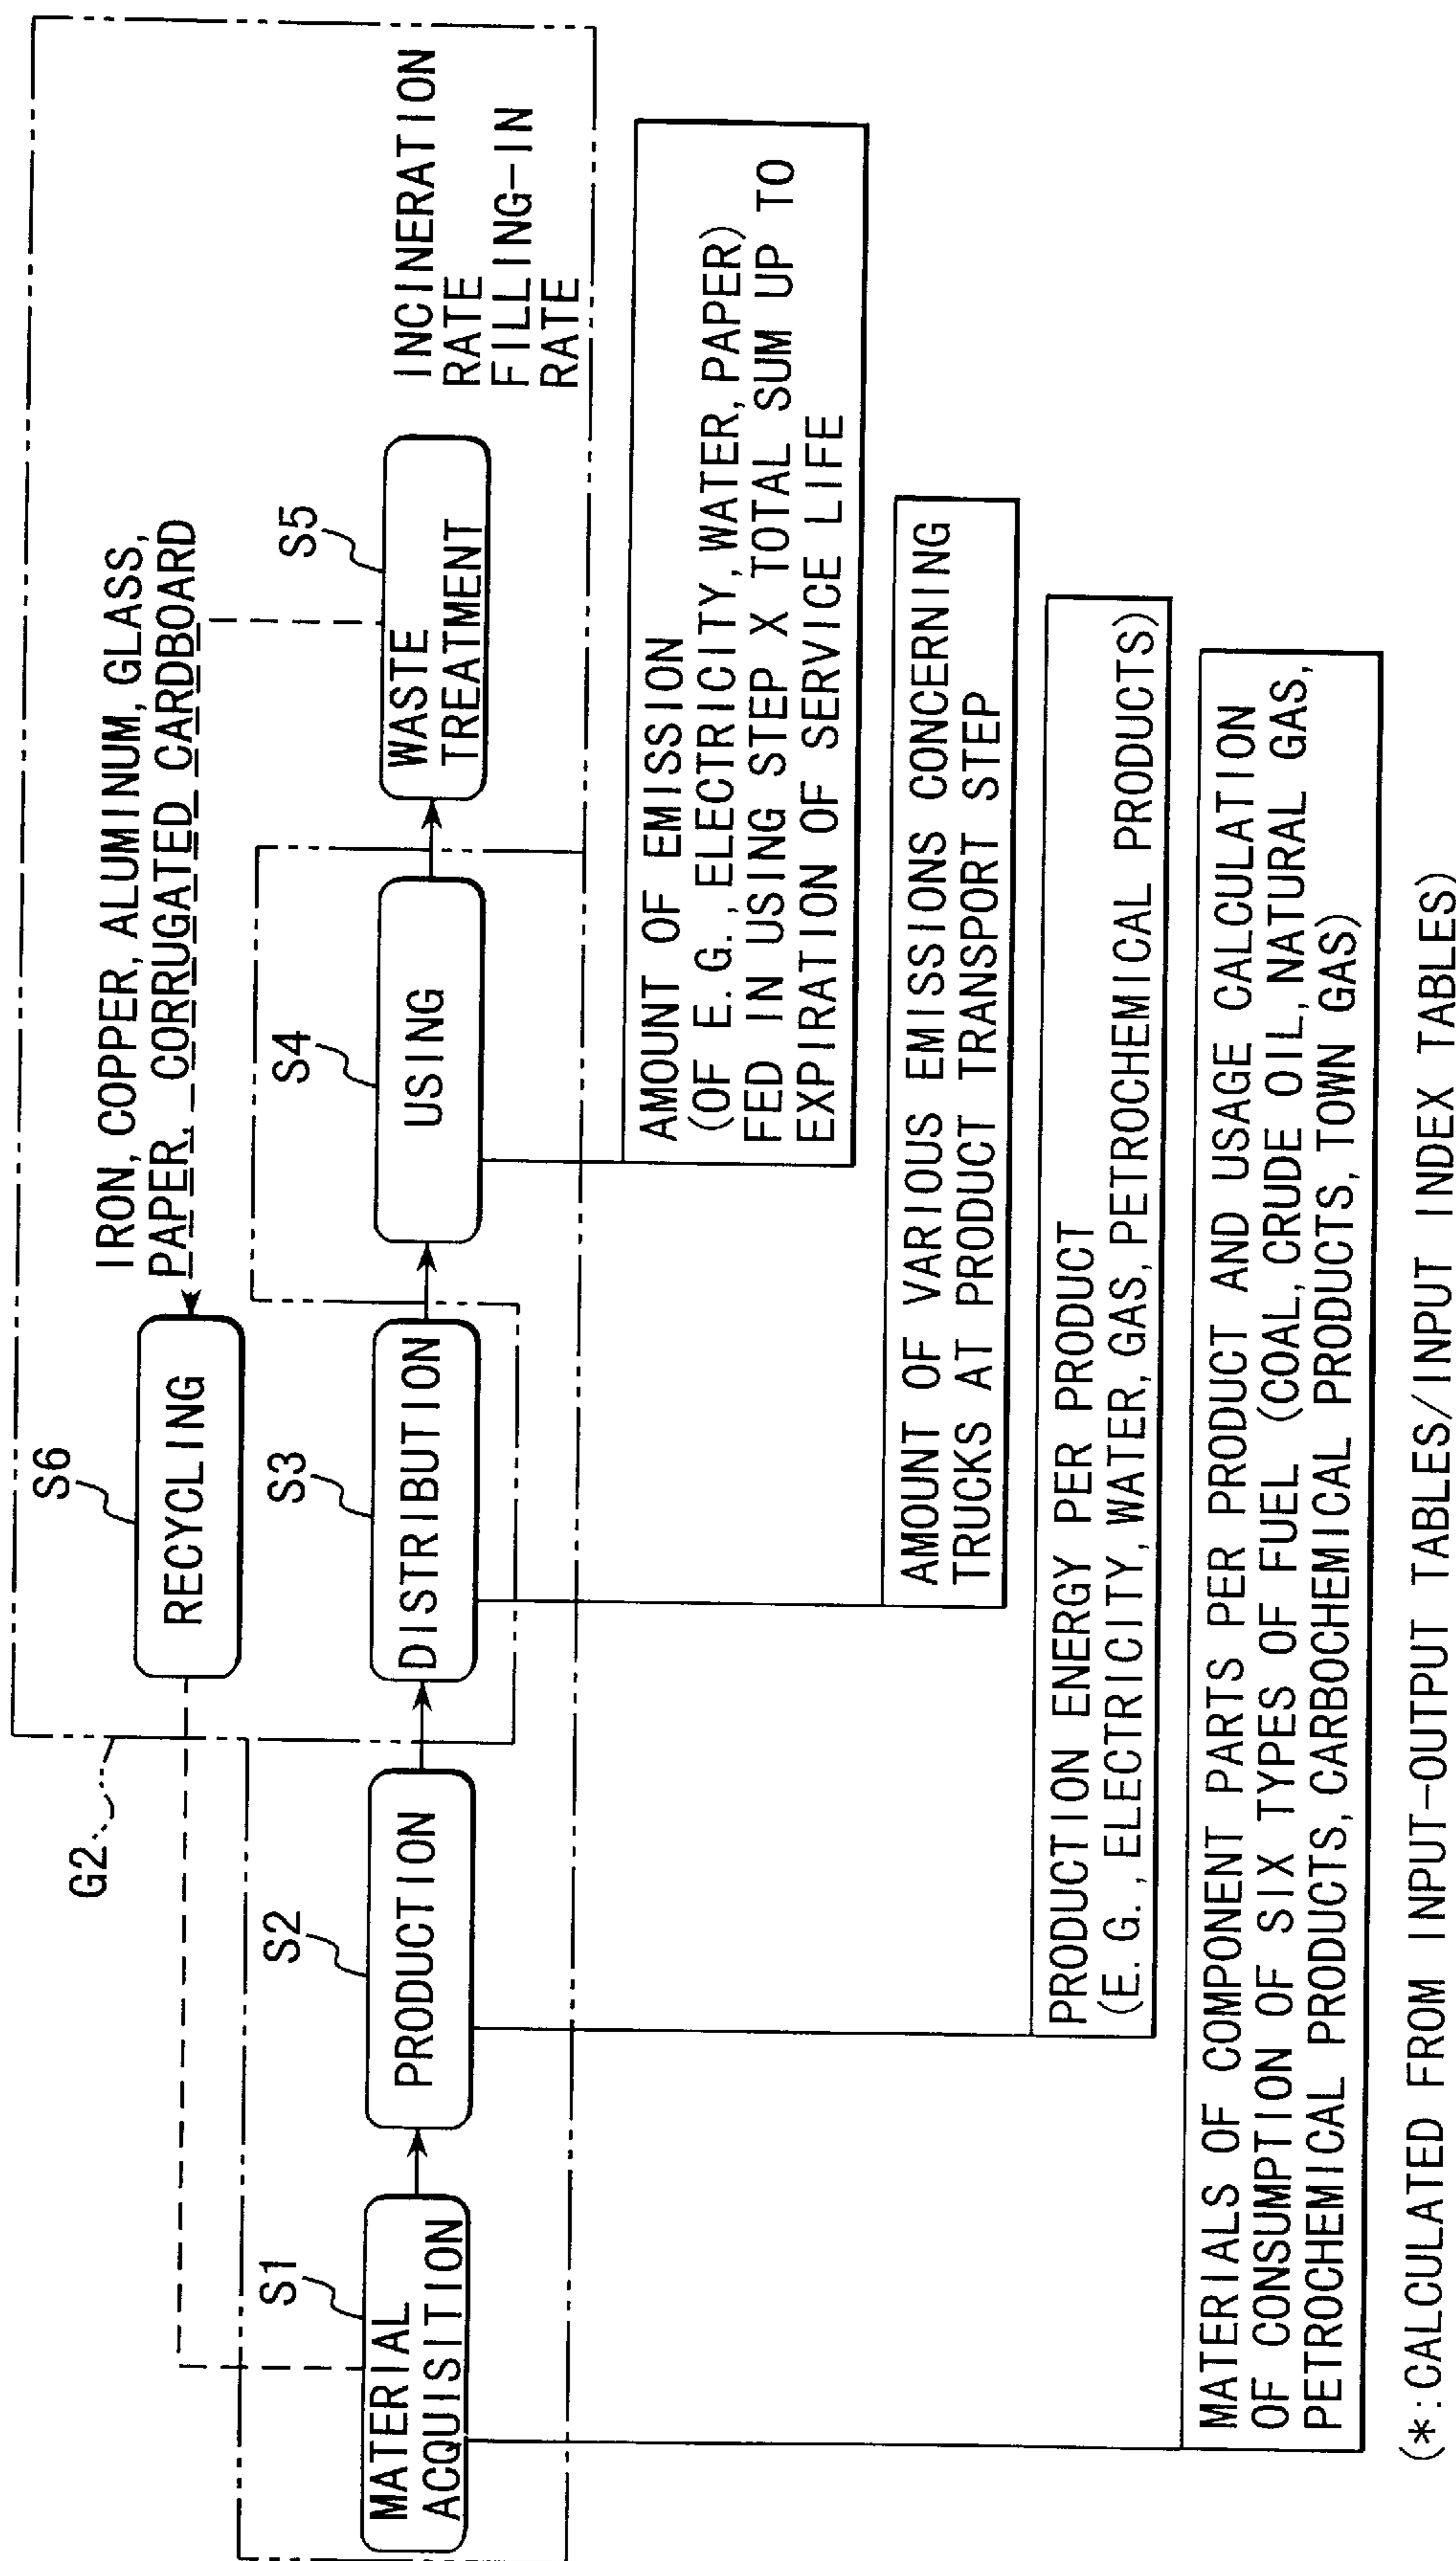 IRON, COPPER, ALUMINUM, GLASS,
PAPER, CORRUGATED CARDBOARD
S6
RECYCLING
G2
S1
MATERIAL
ACQUISITION
S2
PRODUCTION
S3
DISTRIBUTION
S4
USING
S5
WASTE
TREATMENT
INCINERATION
RATE
FILLING-IN
RATE
AMOUNT OF EMISSION
(OF E.G., ELECTRICITY, WATER, PAPER)
FED IN USING STEP X TOTAL SUM UP TO
EXPIRATION OF SERVICE LIFE
AMOUNT OF VARIOUS EMISSIONS CONCERNING
TRUCKS AT PRODUCT TRANSPORT STEP
PRODUCTION ENERGY PER PRODUCT
(E.G., ELECTRICITY, WATER, GAS, PETROCHEMICAL PRODUCTS)
MATERIALS OF COMPONENT PARTS PER PRODUCT AND USAGE CALCULATION
OF CONSUMPTION OF SIX TYPES OF FUEL (COAL, CRUDE OIL, NATURAL GAS,
PETROCHEMICAL PRODUCTS, CARBOCHEMICAL PRODUCTS, TOWN GAS)
(*:CALCULATED FROM INPUT-OUTPUT TABLES/INPUT INDEX TABLES)